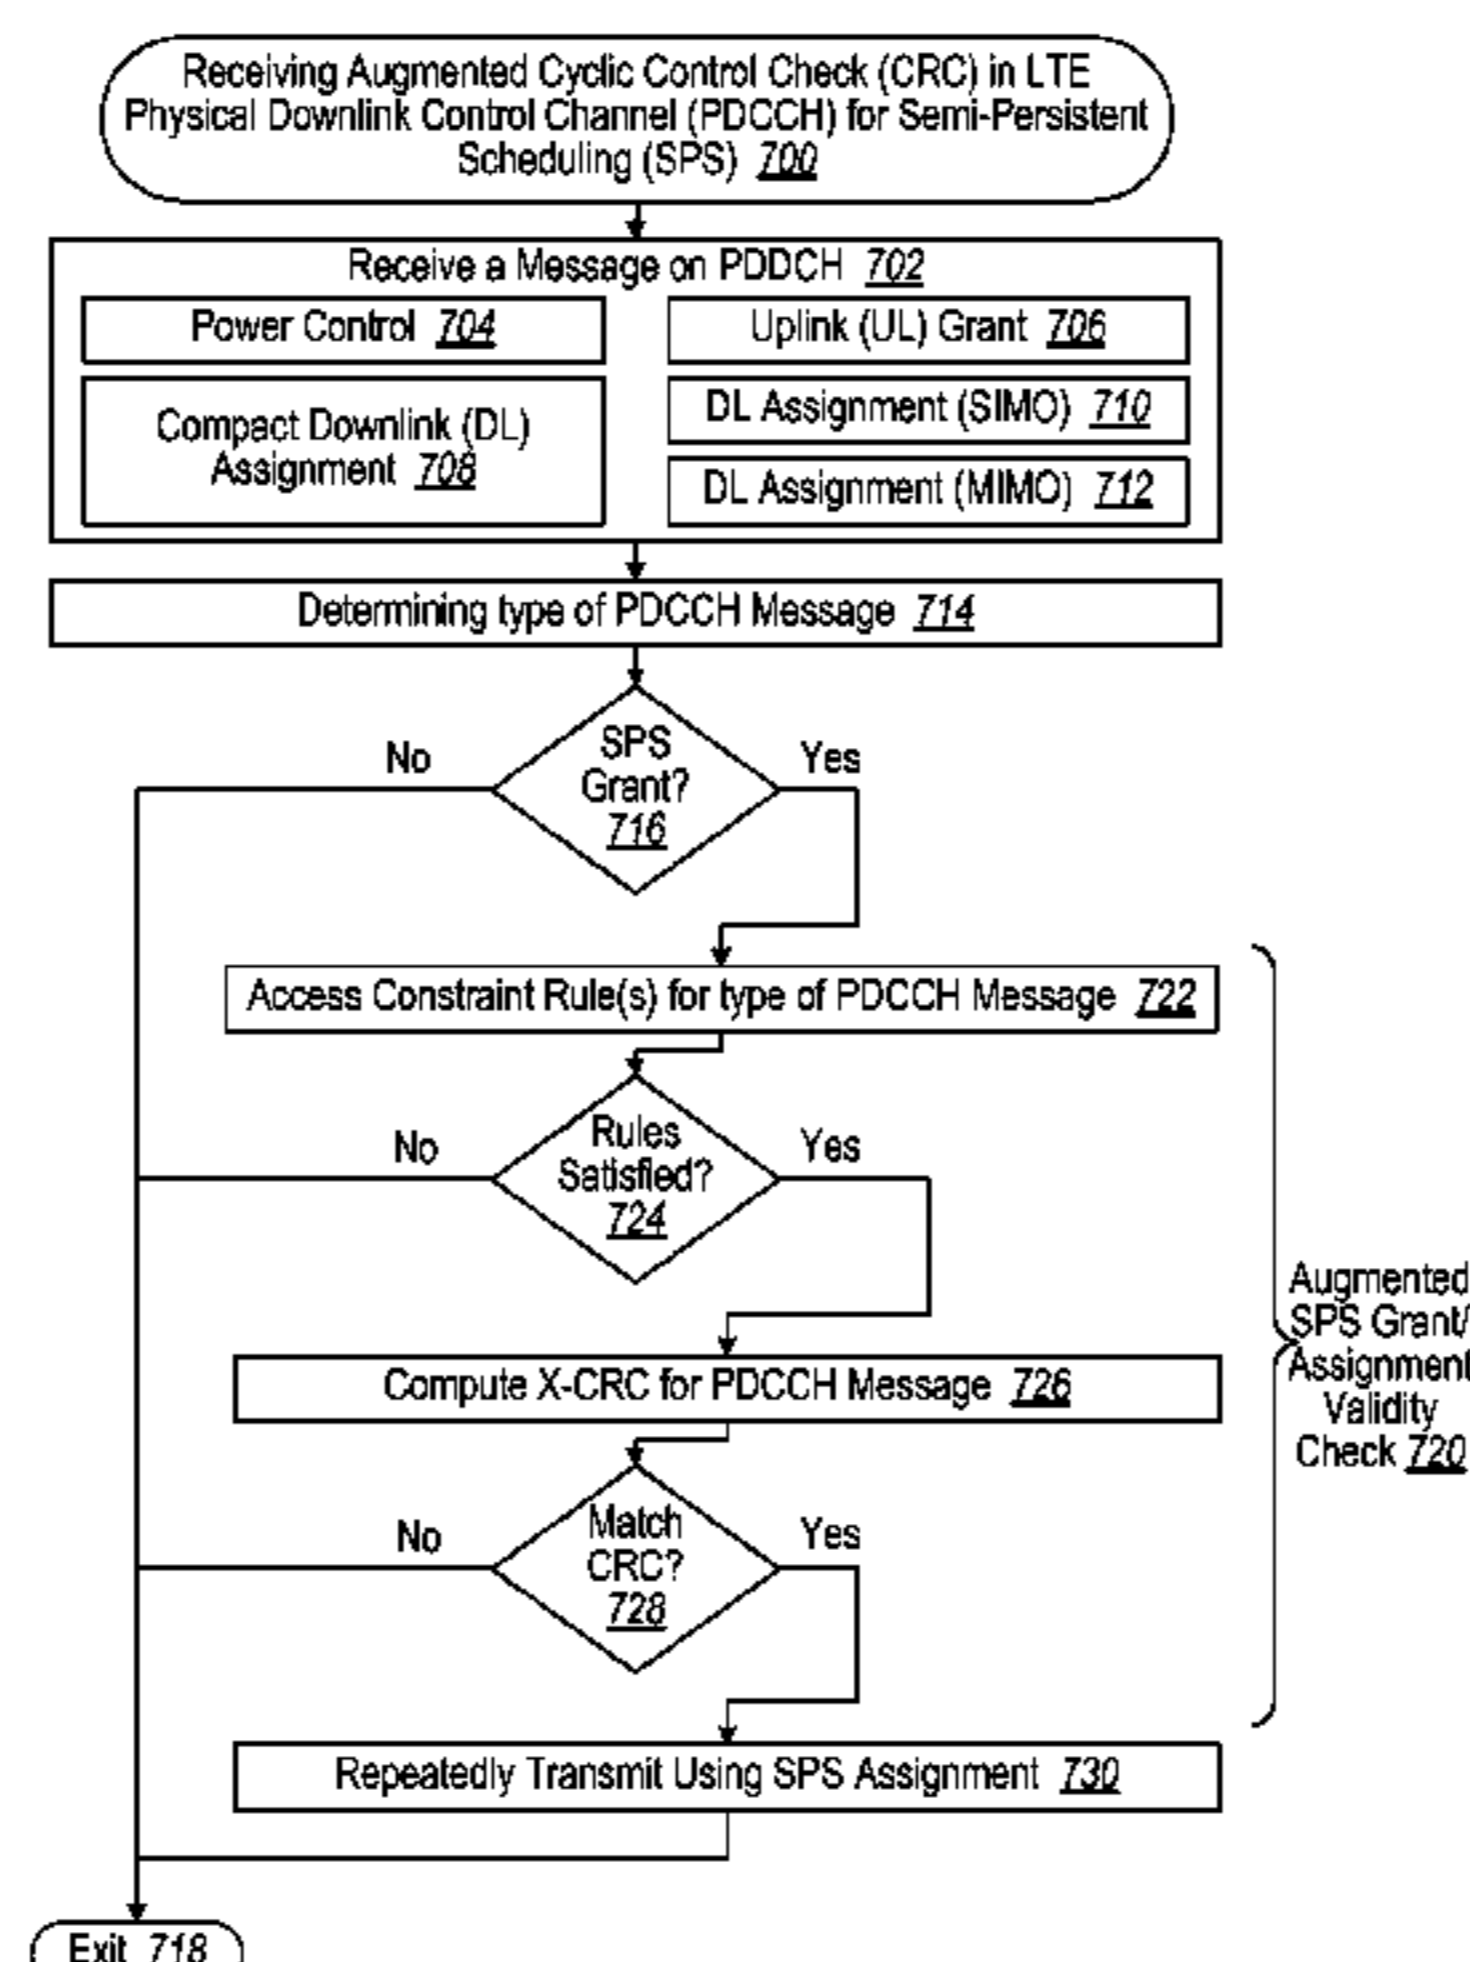 Receiving Augmented Cyclic Control Check (CRC) in LTE
Physical Downlink Control Channel (PDCCH) for Semi-Persistent
Scheduling (SPS) 700
Receive a Message on PDDCH 702
Power Control 704
Uplink (UL) Grant 706
Compact Downlink (DL)
Assignment 708
DL Assignment (SIMO) 710
DL Assignment (MIMO) 712
Determining type of PDCCH Message 714
SPS
Grant?
716
No
Yes
Access Constraint Rule(s) for type of PDCCH Message 722
Rules
Satisfied?
724
No
Yes
Compute X-CRC for PDCCH Message 726
Match
CRC?
728
No
Yes
Repeatedly Transmit Using SPS Assignment 730
Augmented
SPS Grant/
Assignment
Validity
Check 720
Exit 718